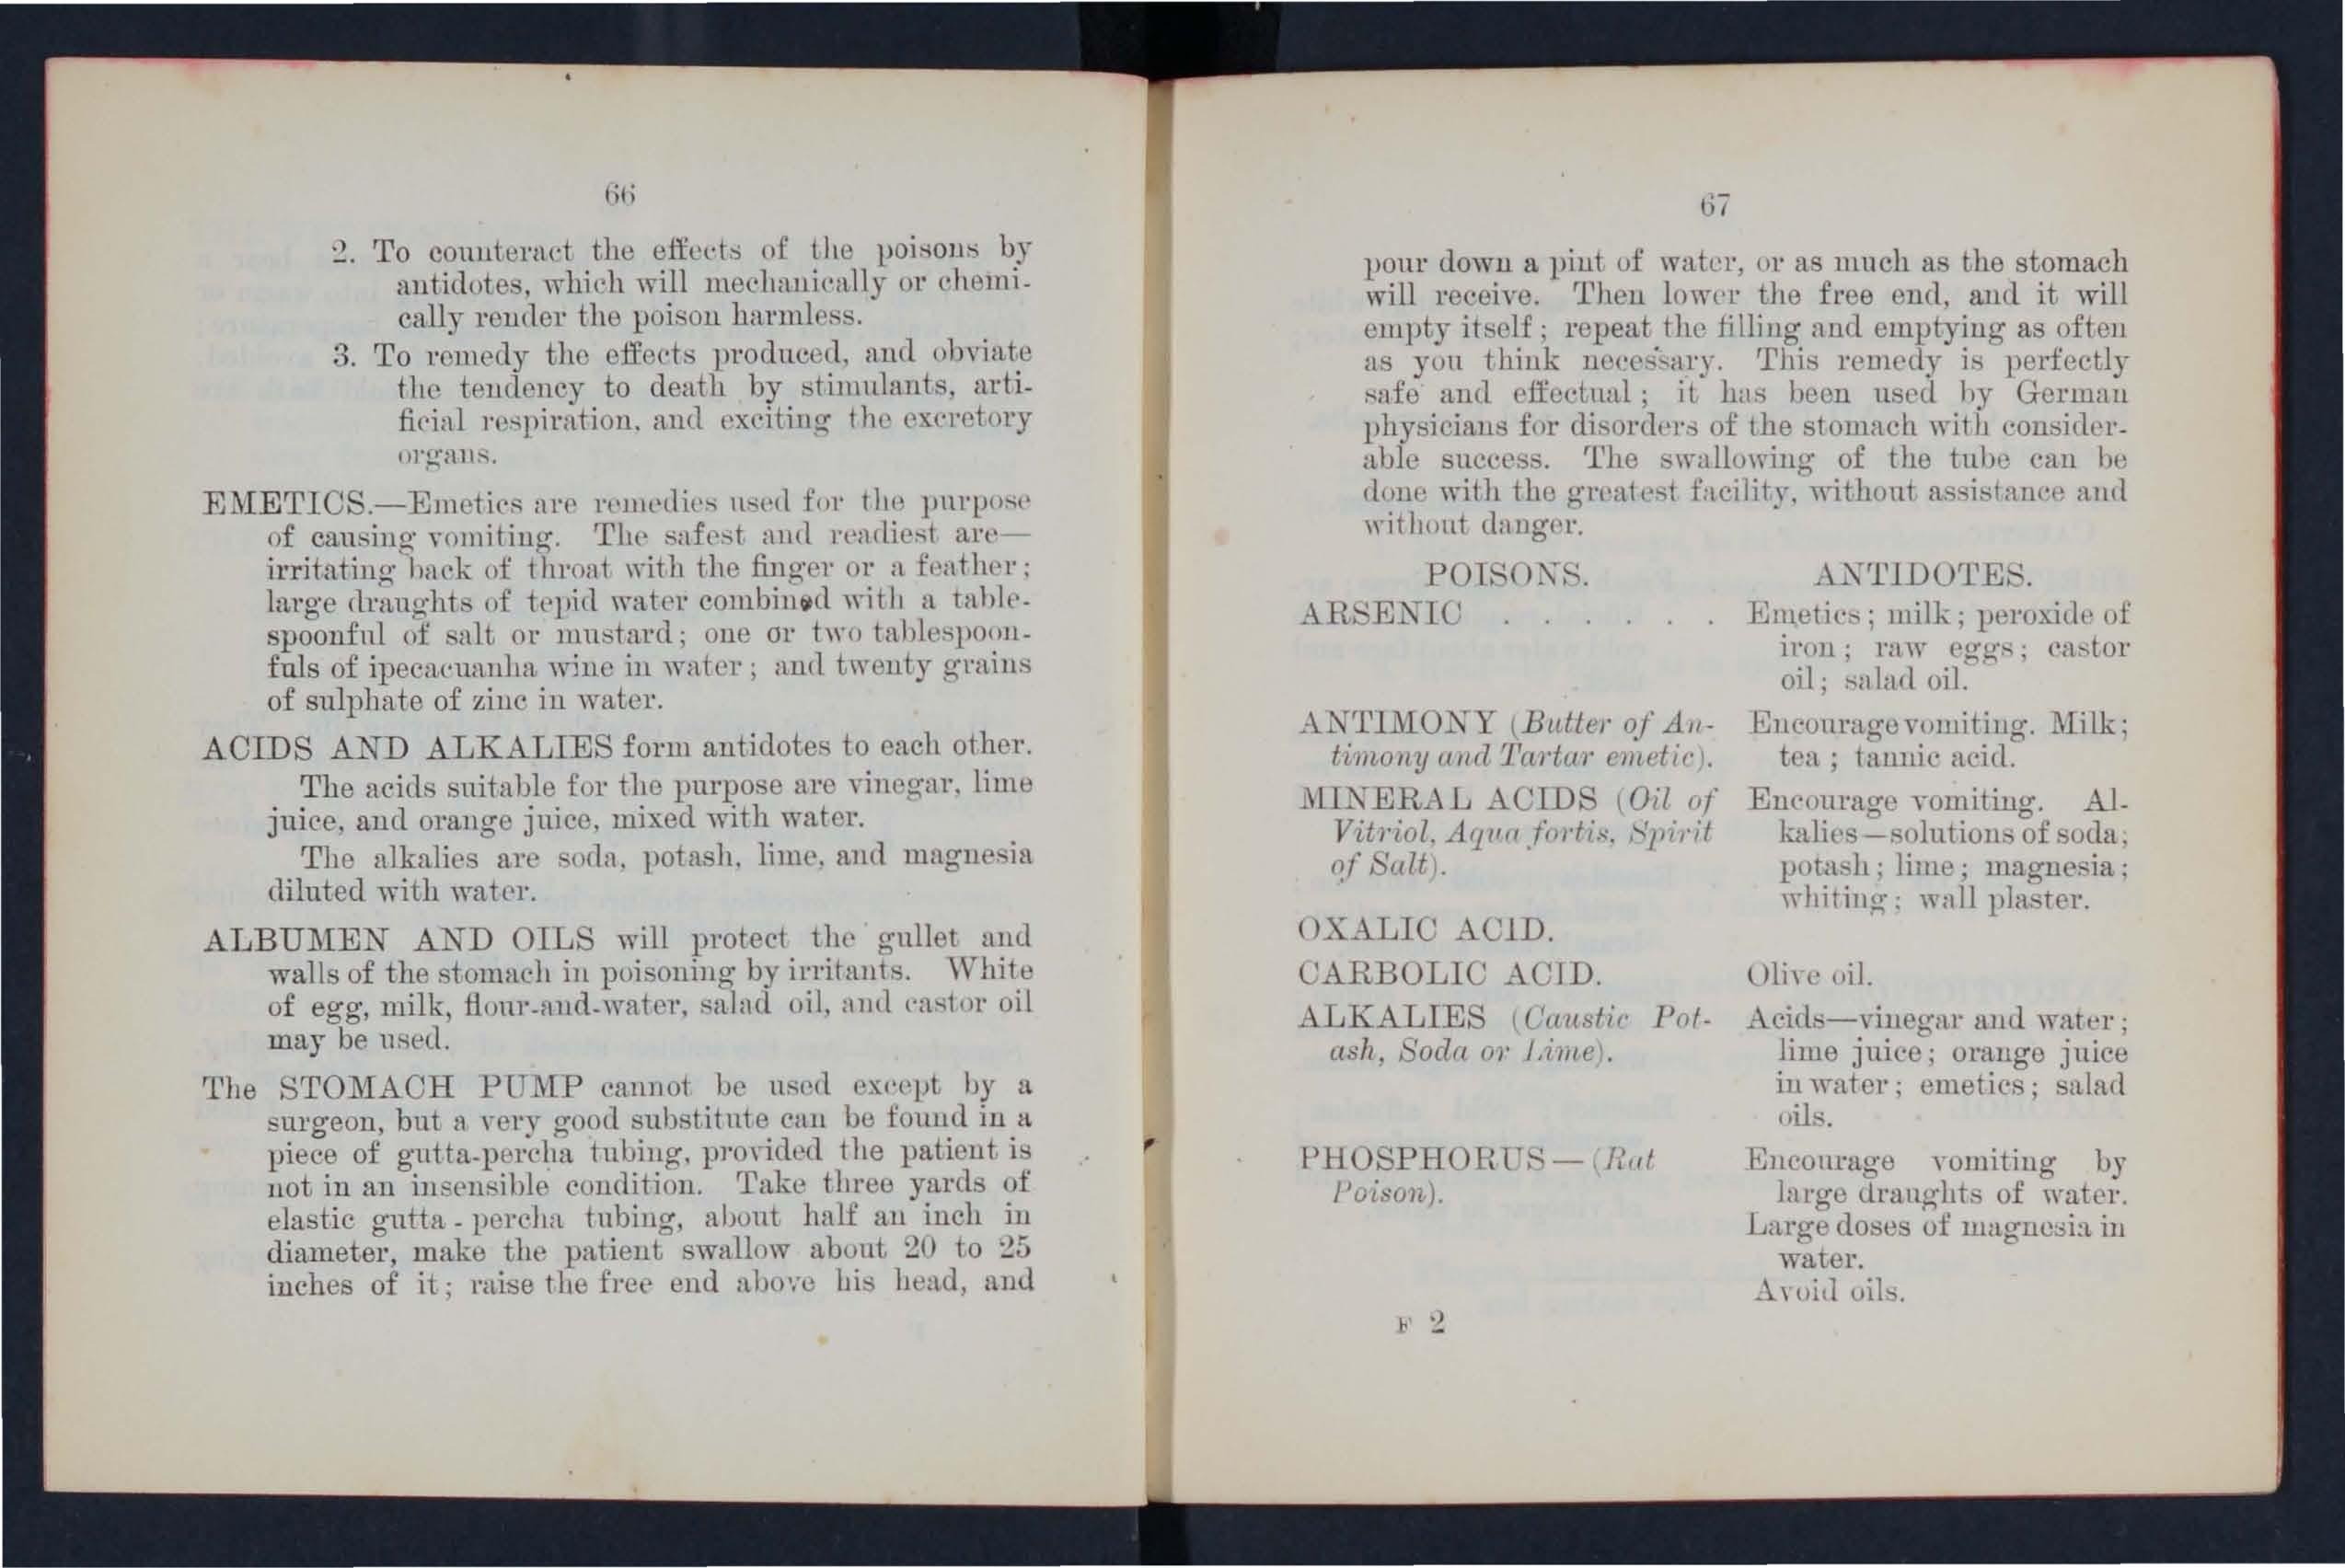 66
2. To counteract the effects of the poisons by
antidotes, which will mechanically or chemi-
cally render the poison harmless.
3. To remedy the effects produced, and obviate
the tendency to death by stimulants, arti-
ficial respiration, and exciting the excretory
organs.
EMETICS.—Emetics are remedies used for the purpose
of causing vomiting. The safest and readiest are—
irritating back of throat with the finger or a feather;
large draughts of tepid water combined with a table-
spoonful of salt or mustard; one or two tablespoon-
fuls of ipecacuanha wine in water; and twenty grains
of sulphate of zinc in water.
ACIDS AND ALKALIES form antidotes to each other.
The acids suitable for the purpose are vinegar, lime
juice, and orange juice, mixed with water.
The alkalies are soda, potash, lime, and magnesia
diluted with water.
ALBUMEN AND OILS will protect the gullet and
walls of the stomach in poisoning by irritants. White
of egg, milk, flour-and-water, salad oil, and castor oil
may be used.
The STOMACH PUMP cannot be used except by a
surgeon, but a very good substitute can be found in a
piece of gutta-percha tubing, provided the patient is
not in an insensible condition. Take three yards of
elastic gutta-percha tubing, about half an inch in
diameter, make the patient swallow about 20 to 25
inches of it; raise the free end above his head, and
67
pour down a pint of water, or as much as the stomach
will receive. Then lower the free end, and it will
empty itself; repeat the filling and emptying as often
as you think necessary. This remedy is perfectly
safe and effectual; it has been used by German
physicians for disorders of the stomach with consider-
able success. The swallowing of the tube can be
done with the greatest facility, without assistance and
without danger.
POISONS. ANTIDOTES.
ARSENIC . . . . . . Emetics; milk; peroxide of
iron; raw eggs; castor
oil; salad oil.
ANTIMONY (Butter of An- Encourage vomiting. Milk;
timony and Tartar emetic). tea; tannic acid.
MINERAL ACIDS (Oil of Encourage vomiting. Al-
Vitriol, Aqua fortis, Spirit kalies—solutions of soda;
of Salt). potash; lime; magnesia;
whiting; wall plaster.
OXALIC ACID.
CARBOLIC ACID. Olive oil.
ALKALIES (Caustic Pot- Acids—vinegar and water;
ash, Soda or Lime). lime juice; orange juice
in water; emetics; salad
oils.
PHOSPHORUS—(Rat Encourage vomiting by
Poison). large draughts of water.
Large doses of magnesia in
water.
Avoid oils.
F 2